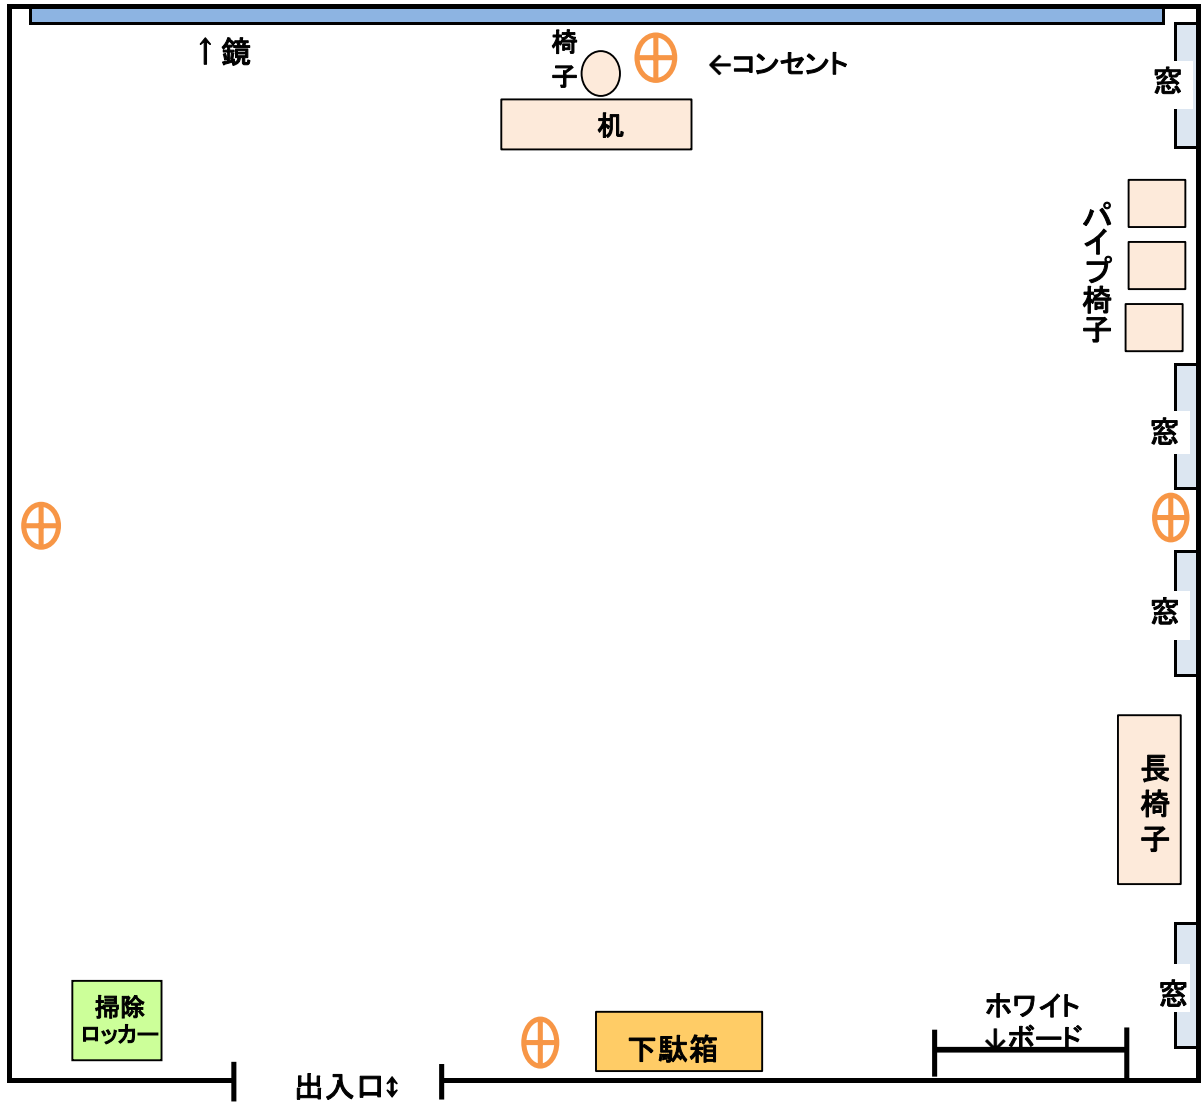 ↑鏡
椅子
←コンセント
机
窓
パイプ椅子
窓
窓
長椅子
窓
掃除
ロッカー
下駄箱
ホワイト
↓ボード
出入口↕